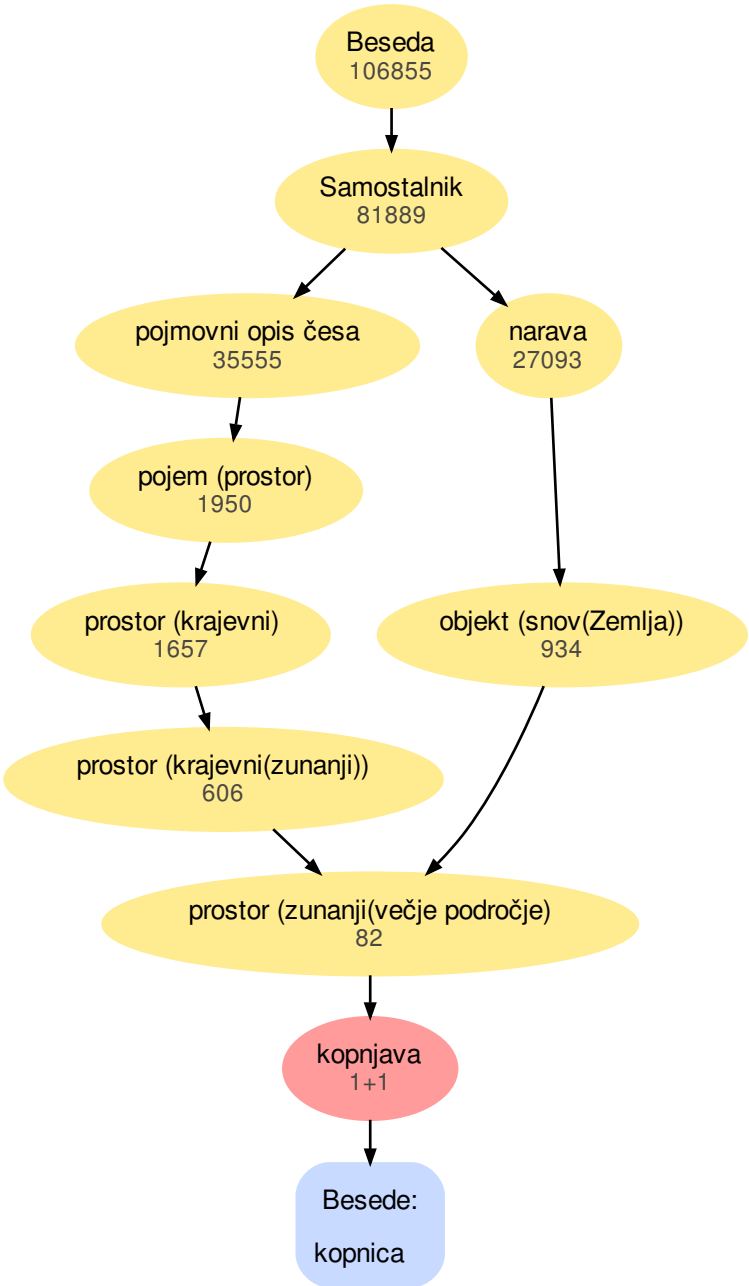 Beseda
106855
Samostalnik
81889
pojmovni opis česa
35555
narava
27093
pojem (prostor)
1950
prostor (krajevni)
1657
objekt (snov(Zemlja))
934
prostor (krajevni(zunanji))
606
prostor (zunanji(večje področje)
82
kopnjava
1+1
Besede:
kopnica